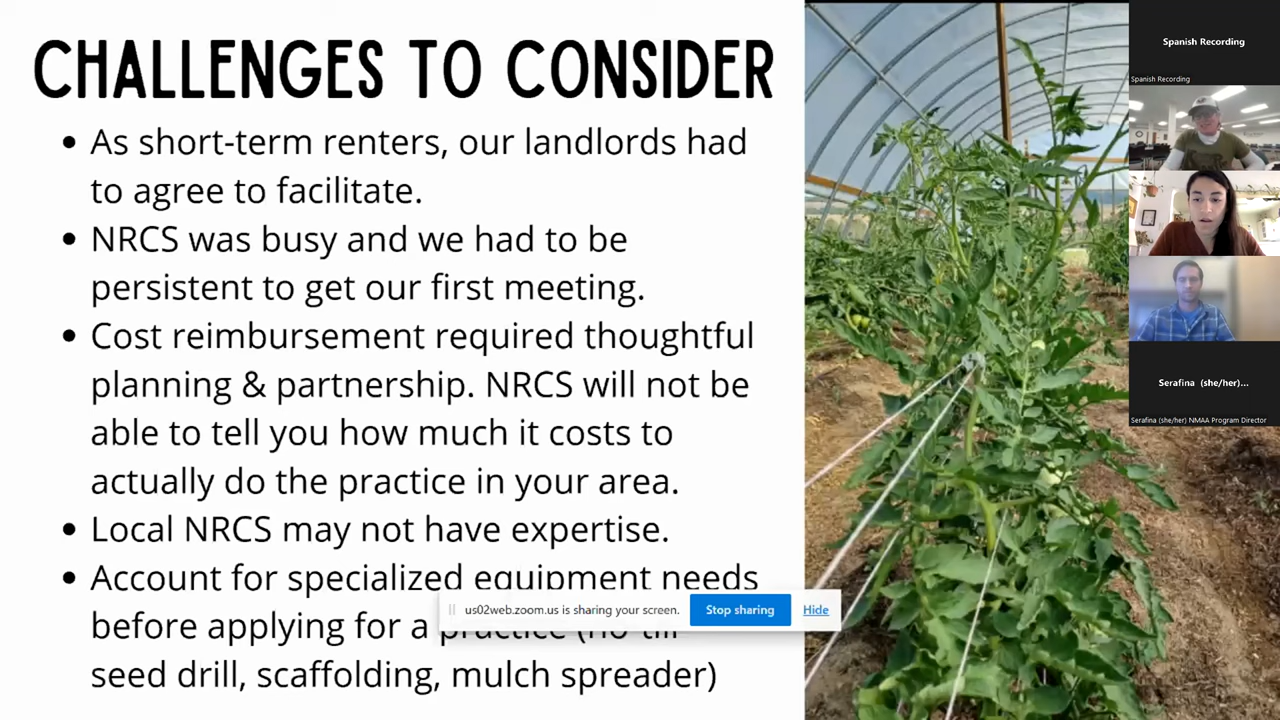 CHALLENGES TO CONSIDER
• As short-term renters, our landlords had
to agree to facilitate.
• NRCS was busy and we had to be
persistent to get our first meeting.
• Cost reimbursement required thoughtful
planning & partnership. NRCS will not be
able to tell you how much it costs to
actually do the practice in your area.
• Local NRCS may not have expertise.
• Account for specialized equipment needs
before applying for a practice (no-till
seed drill, scaffolding, mulch spreader)
us02web.zoom.us is sharing your screen.
Stop sharing
Hide
Spanish Recording
Spanish Recording
Serafina (she/her)...
Serafina (she/her) NMAA Program Director